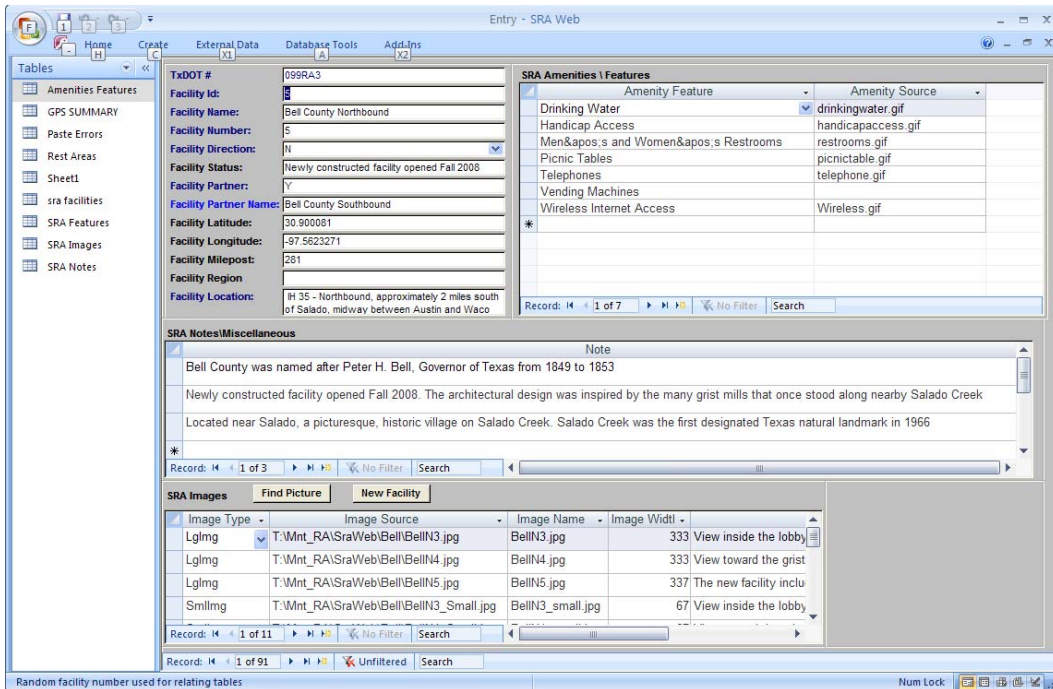 Entry - SRA Web
F 1 2 3
Home Create External Data Database Tools Add-Ins
H C X1 A X2
Tables
Amenities Features
GPS SUMMARY
Paste Errors
Rest Areas
Sheet1
sra facilities
SRA Features
SRA Images
SRA Notes
TxDOT # 099RA3
Facility Id: 5
Facility Name: Bell County Northbound
Facility Number: 5
Facility Direction: N
Facility Status: Newly constructed facility opened Fall 2008
Facility Partner: Y
Facility Partner Name: Bell County Southbound
Facility Latitude: 30.900081
Facility Longitude: -97.5623271
Facility Milepost: 281
Facility Region
Facility Location: IH 35 - Northbound, approximately 2 miles south
of Salado, midway between Austin and Waco
SRA Amenities \ Features
Amenity Feature Amenity Source
Drinking Water drinkingwater.gif
Handicap Access handicapaccess.gif
Men&apos;s and Women&apos;s Restrooms restrooms.gif
Picnic Tables picnictable.gif
Telephones telephone.gif
Vending Machines
Wireless Internet Access Wireless.gif
Record: 1 of 7 No Filter Search
SRA Notes\Miscellaneous
Note
Bell County was named after Peter H. Bell, Governor of Texas from 1849 to 1853
Newly constructed facility opened Fall 2008. The architectural design was inspired by the many grist mills that once stood along nearby Salado Creek
Located near Salado, a picturesque, historic village on Salado Creek. Salado Creek was the first designated Texas natural landmark in 1966
Record: 1 of 3 No Filter Search
SRA Images Find Picture New Facility
Image Type Image Source Image Name Image Widtl
LgImg T:\Mnt_RA\SraWeb\Bell\BellN3.jpg BellN3.jpg 333 View inside the lobby
LgImg T:\Mnt_RA\SraWeb\Bell\BellN4.jpg BellN4.jpg 333 View toward the grist
LgImg T:\Mnt_RA\SraWeb\Bell\BellN5.jpg BellN5.jpg 337 The new facility inclu
SmlImg T:\Mnt_RA\SraWeb\Bell\BellN3_Small.jpg BellN3_small.jpg 67 View inside the lobby
Record: 1 of 11 No Filter Search
Record: 1 of 91 Unfiltered Search
Random facility number used for relating tables Num Lock